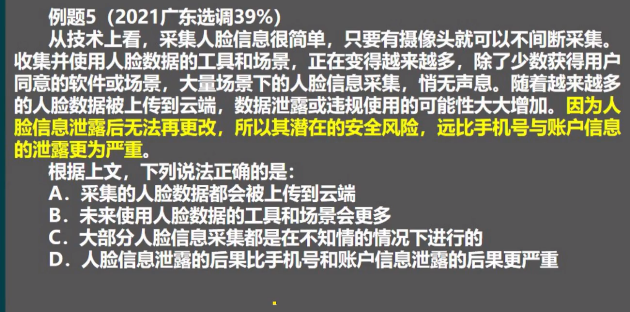 例题5（2021广东选调39%）
从技术上看，采集人脸信息很简单，只要有摄像头就可以不间断采集。
收集并使用人脸数据的工具和场景，正在变得越来越多，除了少数获得用户
同意的软件或场景，大量场景下的人脸信息采集，悄无声息。随着越来越多
的人脸数据被上传到云端，数据泄露或违规使用的可能性大大增加。因为人
脸信息泄露后无法再更改，所以其潜在的安全风险，远比手机号与账户信息
的泄露更为严重。
根据上文，下列说法正确的是：
A．采集的人脸数据都会被上传到云端
B．未来使用人脸数据的工具和场景会更多
C．大部分人脸信息采集都是在不知情的情况下进行的
D．人脸信息泄露的后果比手机号和账户信息泄露的后果更严重